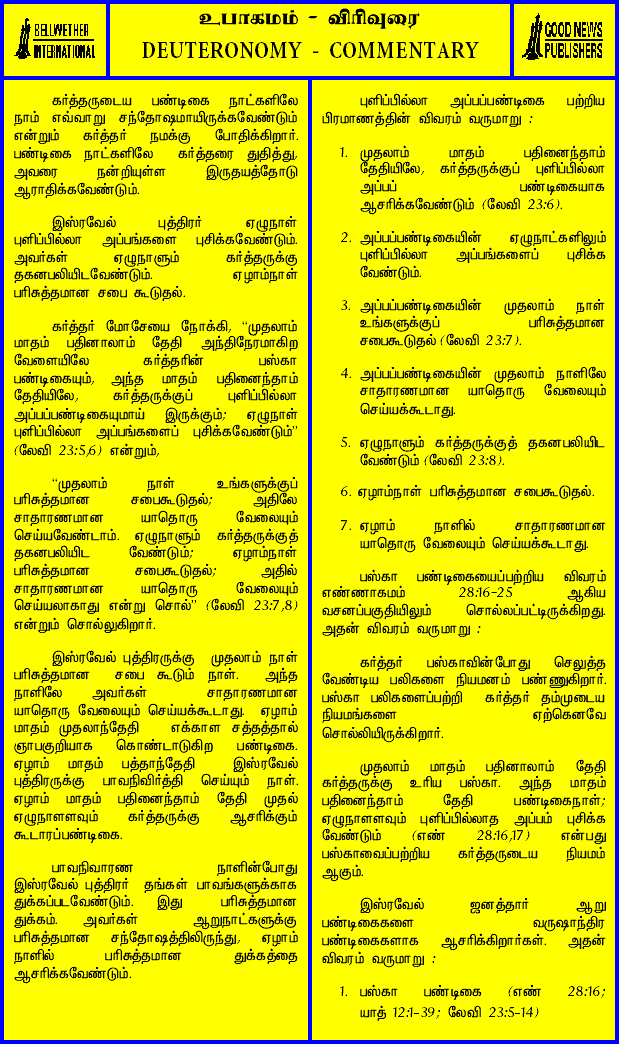 BELLWETHER
INTERNATIONAL
உபாகமம் - விரிவுரை
DEUTERONOMY - COMMENTARY
GOOD NEWS
PUBLISHERS
கர்த்தருடைய பண்டிகை நாட்களிலே
நாம் எவ்வாறு சந்தோஷமாயிருக்கவேண்டும்
என்றும் கர்த்தர் நமக்கு போதிக்கிறார்.
பண்டிகை நாட்களிலே கர்த்தரை துதித்து,
அவரை நன்றியுள்ள இருதயத்தோடு
ஆராதிக்கவேண்டும்.
இஸ்ரவேல் புத்திரர் ஏழுநாள்
புளிப்பில்லா அப்பங்களை புசிக்கவேண்டும்.
அவர்கள் ஏழுநாளும் கர்த்தருக்கு
தகனபலியிடவேண்டும். ஏழாம்நாள்
பரிசுத்தமான சபை கூடுதல்.
கர்த்தர் மோசேயை நோக்கி, "முதலாம்
மாதம் பதினாலாம் தேதி அந்திநேரமாகிற
வேளையிலே கர்த்தரின் பஸ்கா
பண்டிகையும், அந்த மாதம் பதினைந்தாம்
தேதியிலே, கர்த்தருக்குப் புளிப்பில்லா
அப்பப்பண்டிகையுமாய் இருக்கும்; ஏழுநாள்
புளிப்பில்லா அப்பங்களைப் புசிக்கவேண்டும்"
(லேவி 23:5,6) என்றும்,
"முதலாம் நாள் உங்களுக்குப்
பரிசுத்தமான சபைகூடுதல்; அதிலே
சாதாரணமான யாதொரு வேலையும்
செய்யவேண்டாம். ஏழுநாளும் கர்த்தருக்குத்
தகனபலியிட வேண்டும்; ஏழாம்நாள்
பரிசுத்தமான சபைகூடுதல்; அதில்
சாதாரணமான யாதொரு வேலையும்
செய்யலாகாது என்று சொல்" (லேவி 23:7,8)
என்றும் சொல்லுகிறார்.
இஸ்ரவேல் புத்திரருக்கு முதலாம் நாள்
பரிசுத்தமான சபை கூடும் நாள். அந்த
நாளிலே அவர்கள் சாதாரணமான
யாதொரு வேலையும் செய்யக்கூடாது. ஏழாம்
மாதம் முதலாந்தேதி எக்காள சத்தத்தால்
ஞாபகுறியாக கொண்டாடுகிற பண்டிகை.
ஏழாம் மாதம் பத்தாந்தேதி இஸ்ரவேல்
புத்திரருக்கு பாவநிவிர்த்தி செய்யும் நாள்.
ஏழாம் மாதம் பதினைந்தாம் தேதி முதல்
ஏழுநாளளவும் கர்த்தருக்கு ஆசரிக்கும்
கூடாரப்பண்டிகை.
பாவநிவாரண நாளின்போது
இஸ்ரவேல் புத்திரர் தங்கள் பாவங்களுக்காக
துக்கப்படவேண்டும். இது பரிசுத்தமான
துக்கம். அவர்கள் ஆறுநாட்களுக்கு
பரிசுத்தமான சந்தோஷத்திலிருந்து, ஏழாம்
நாளில் பரிசுத்தமான துக்கத்தை
ஆசரிக்கவேண்டும்.
புளிப்பில்லா அப்பப்பண்டிகை பற்றிய
பிரமாணத்தின் விவரம் வருமாறு :
1. முதலாம் மாதம் பதினைந்தாம்
தேதியிலே, கர்த்தருக்குப் புளிப்பில்லா
அப்பப் பண்டிகையாக
ஆசரிக்கவேண்டும் (லேவி 23:6).
2. அப்பப்பண்டிகையின் ஏழுநாட்களிலும்
புளிப்பில்லா அப்பங்களைப் புசிக்க
வேண்டும்.
3. அப்பப்பண்டிகையின் முதலாம் நாள்
உங்களுக்குப் பரிசுத்தமான
சபைகூடுதல் (லேவி 23:7).
4. அப்பப்பண்டிகையின் முதலாம் நாளிலே
சாதாரணமான யாதொரு வேலையும்
செய்யக்கூடாது.
5. ஏழுநாளும் கர்த்தருக்குத் தகனபலியிட
வேண்டும் (லேவி 23:8).
6. ஏழாம்நாள் பரிசுத்தமான சபைகூடுதல்.
7. ஏழாம் நாளில் சாதாரணமான
யாதொரு வேலையும் செய்யக்கூடாது.
பஸ்கா பண்டிகையைப்பற்றிய விவரம்
எண்ணாகமம் 28:16-25 ஆகிய
வசனப்பகுதியிலும் சொல்லப்பட்டிருக்கிறது.
அதன் விவரம் வருமாறு :
கர்த்தர் பஸ்காவின்போது செலுத்த
வேண்டிய பலிகளை நியமனம் பண்ணுகிறார்.
பஸ்கா பலிகளைப்பற்றி கர்த்தர் தம்முடைய
நியமங்களை ஏற்கெனவே
சொல்லியிருக்கிறார்.
முதலாம் மாதம் பதினாலாம் தேதி
கர்த்தருக்கு உரிய பஸ்கா. அந்த மாதம்
பதினைந்தாம் தேதி பண்டிகைநாள்;
ஏழுநாளளவும் புளிப்பில்லாத அப்பம் புசிக்க
வேண்டும் (எண் 28:16,17) என்பது
பஸ்காவைப்பற்றிய கர்த்தருடைய நியமம்
ஆகும்.
இஸ்ரவேல் ஜனத்தார் ஆறு
பண்டிகைகளை வருஷாந்திர
பண்டிகைகளாக ஆசரிக்கிறார்கள். அதன்
விவரம் வருமாறு :
1. பஸ்கா பண்டிகை (எண் 28:16;
யாத் 12:1-39; லேவி 23:5-14)